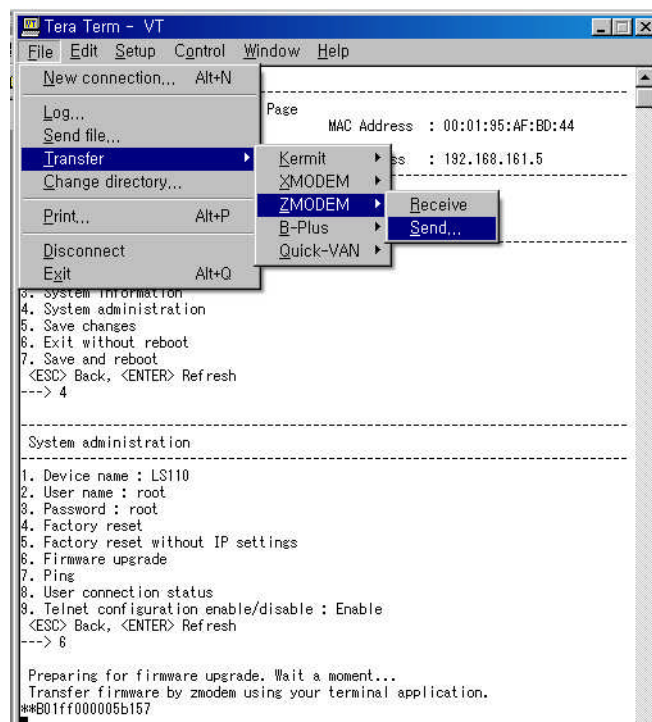 Tera Term - VT
File Edit Setup Control Window Help
New connection... Alt+N
Log...
Send file...
Transfer
Change directory...
Print... Alt+P
Disconnect
Exit Alt+Q
Kermit
XMODEM
ZMODEM
B-Plus
Quick-VAN
Receive
Send...
Page
MAC Address : 00:01:95:AF:BD:44
ss : 192.168.161.5
3. System information
4. System administration
5. Save changes
6. Exit without reboot
7. Save and reboot
<ESC> Back, <ENTER> Refresh
---> 4
System administration
1. Device name : LS110
2. User name : root
3. Password : root
4. Factory reset
5. Factory reset without IP settings
6. Firmware upgrade
7. Ping
8. User connection status
9. Telnet configuration enable/disable : Enable
<ESC> Back, <ENTER> Refresh
---> 6
Preparing for firmware upgrade. Wait a moment...
Transfer firmware by zmodem using your terminal application.
**B01ff000005b157